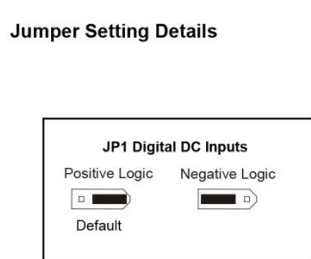 Jumper Setting Details
JP1 Digital DC Inputs
Positive Logic Negative Logic
Default